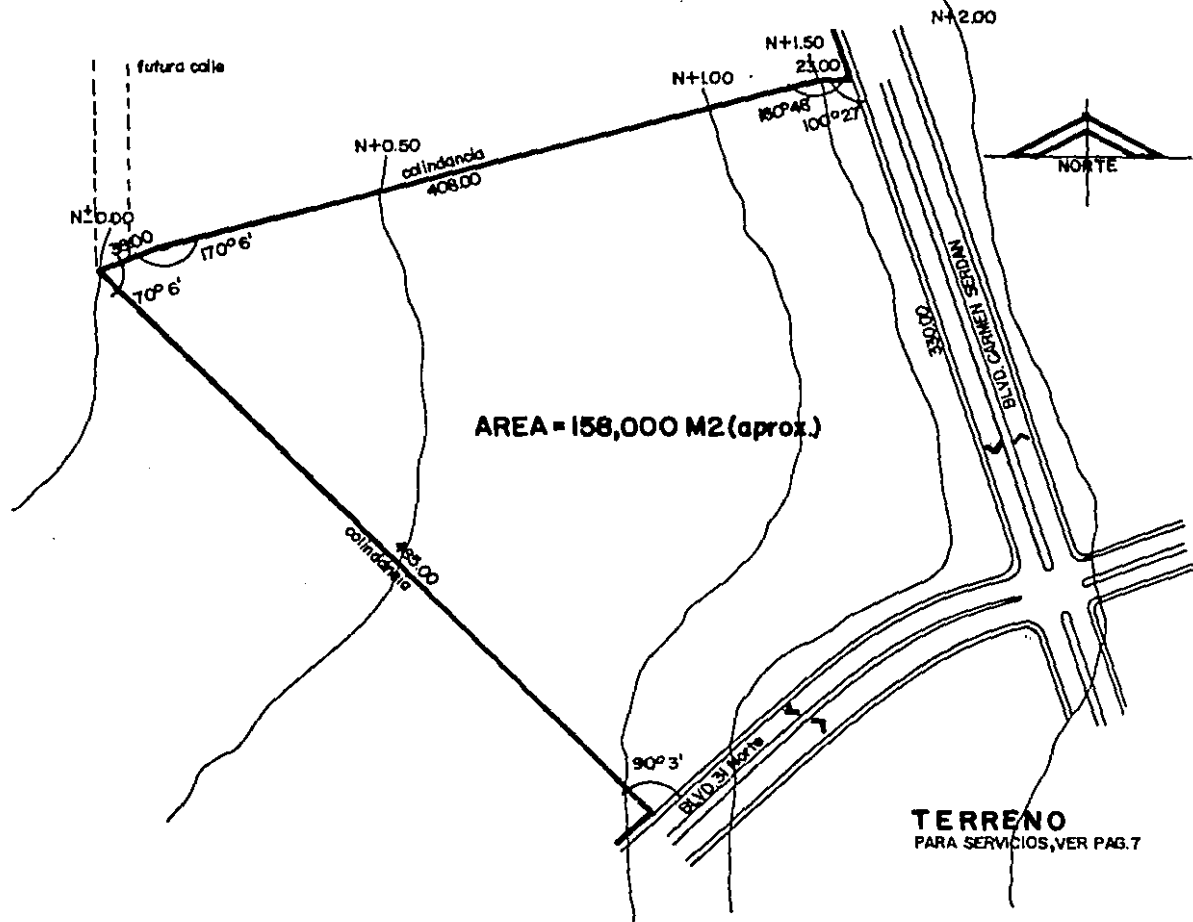 N+2.00
N+1.50
23.00
futura calle
N+1.00
160°48'
100°27'
N+0.50
colindancia
408.00
NORTE
N±0.00
38.00
170°6'
70°6'
330.00
BLVD. CARMEN SERDAN
AREA = 158,000 M2 (aprox.)
485.00
colindancia
90°3'
BLVD. 31 Norte
TERRENO
PARA SERVICIOS, VER PAG. 7